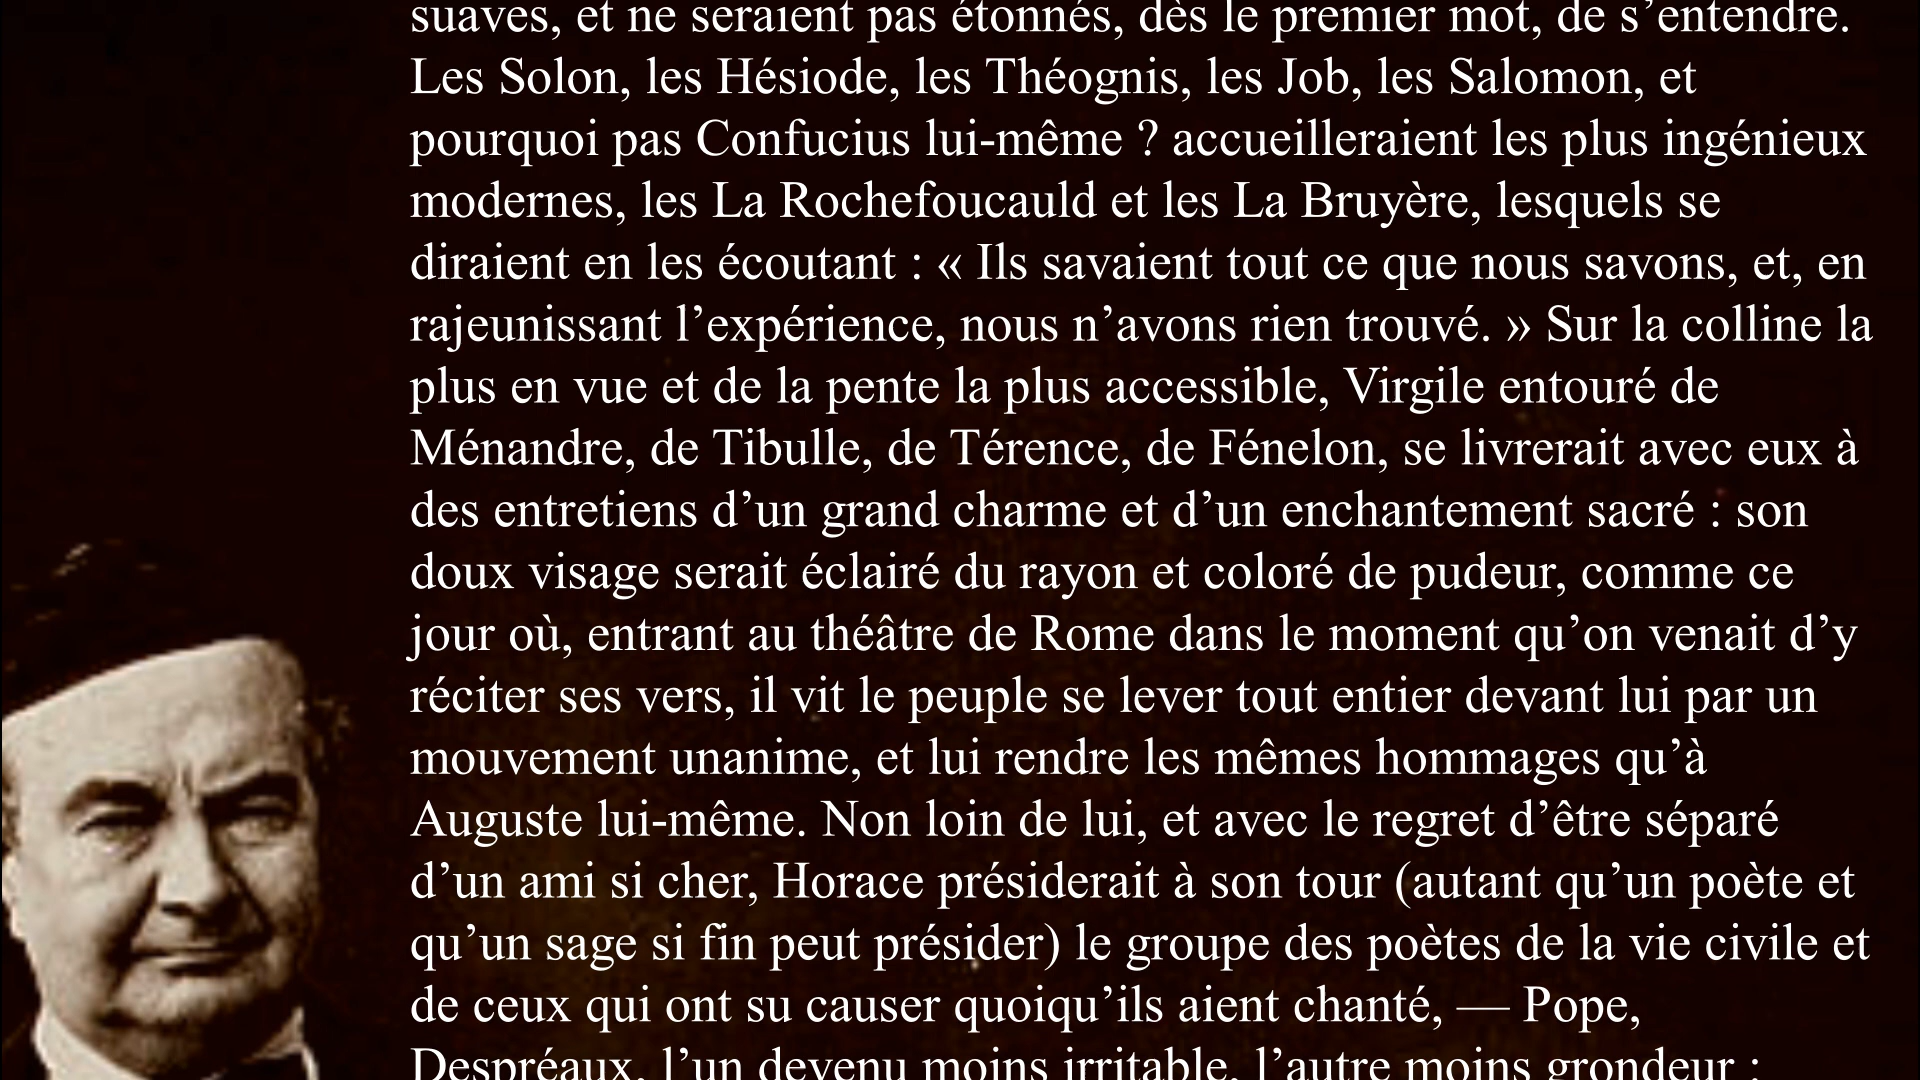 suaves, et ne seraient pas étonnés, dès le premier mot, de s’entendre.
Les Solon, les Hésiode, les Théognis, les Job, les Salomon, et
pourquoi pas Confucius lui-même ? accueilleraient les plus ingénieux
modernes, les La Rochefoucauld et les La Bruyère, lesquels se
diraient en les écoutant : « Ils savaient tout ce que nous savons, et, en
rajeunissant l’expérience, nous n’avons rien trouvé. » Sur la colline la
plus en vue et de la pente la plus accessible, Virgile entouré de
Ménandre, de Tibulle, de Térence, de Fénelon, se livrerait avec eux à
des entretiens d’un grand charme et d’un enchantement sacré : son
doux visage serait éclairé du rayon et coloré de pudeur, comme ce
jour où, entrant au théâtre de Rome dans le moment qu’on venait d’y
réciter ses vers, il vit le peuple se lever tout entier devant lui par un
mouvement unanime, et lui rendre les mêmes hommages qu’à
Auguste lui-même. Non loin de lui, et avec le regret d’être séparé
d’un ami si cher, Horace présiderait à son tour (autant qu’un poète et
qu’un sage si fin peut présider) le groupe des poètes de la vie civile et
de ceux qui ont su causer quoiqu’ils aient chanté, — Pope,
Despréaux, l’un devenu moins irritable, l’autre moins grondeur :